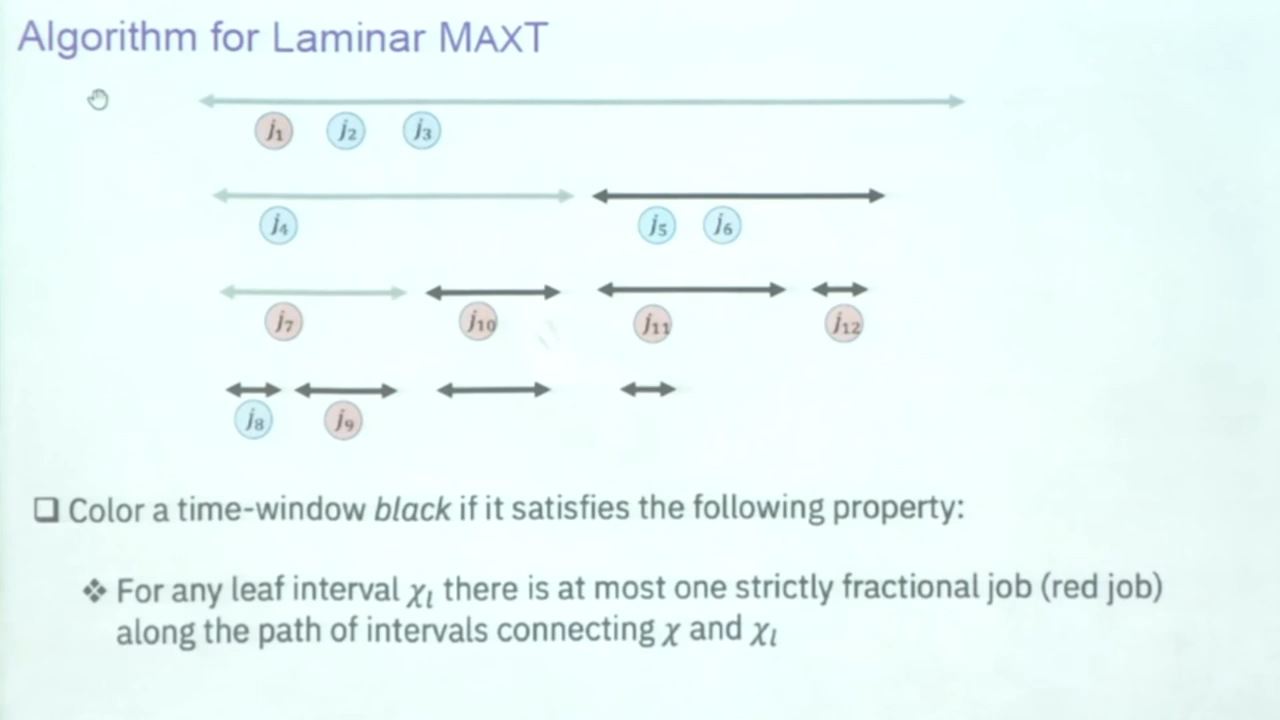 Algorithm for Laminar MAXT
j1 j2 j3
j4 j5 j6
j7 j10 j11 j12
j8 j9
❑ Color a time-window black if it satisfies the following property:
❖ For any leaf interval χl there is at most one strictly fractional job (red job)
along the path of intervals connecting χ and χl